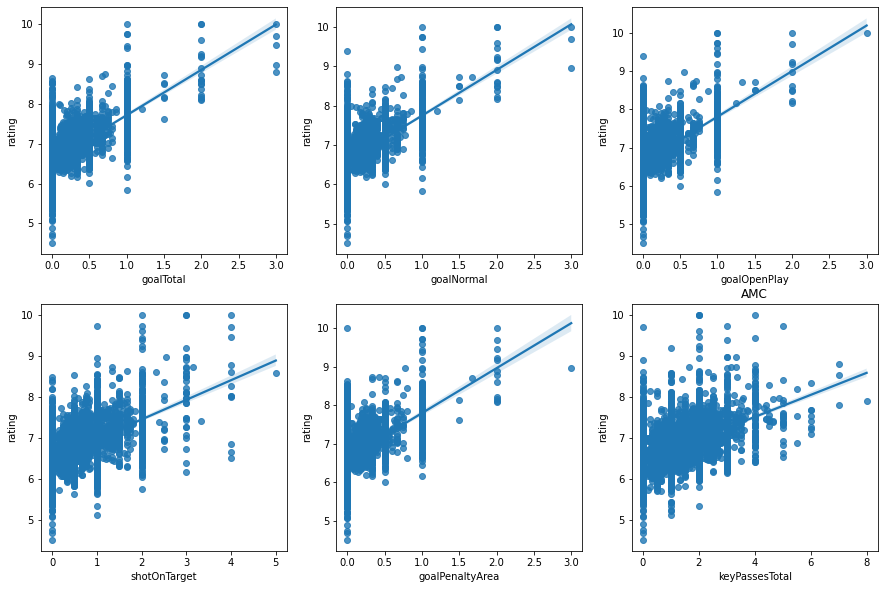 10
9
8
7
6
5
rating
0.0 0.5 1.0 1.5 2.0 2.5 3.0
goalTotal
10
9
8
7
6
5
rating
0.0 0.5 1.0 1.5 2.0 2.5 3.0
goalNormal
10
9
8
7
6
5
rating
0.0 0.5 1.0 1.5 2.0 2.5 3.0
goalOpenPlay
10
9
8
7
6
5
rating
0 1 2 3 4 5
shotOnTarget
10
9
8
7
6
5
rating
0.0 0.5 1.0 1.5 2.0 2.5 3.0
goalPenaltyArea
AMC
10
9
8
7
6
5
rating
0 2 4 6 8
keyPassesTotal